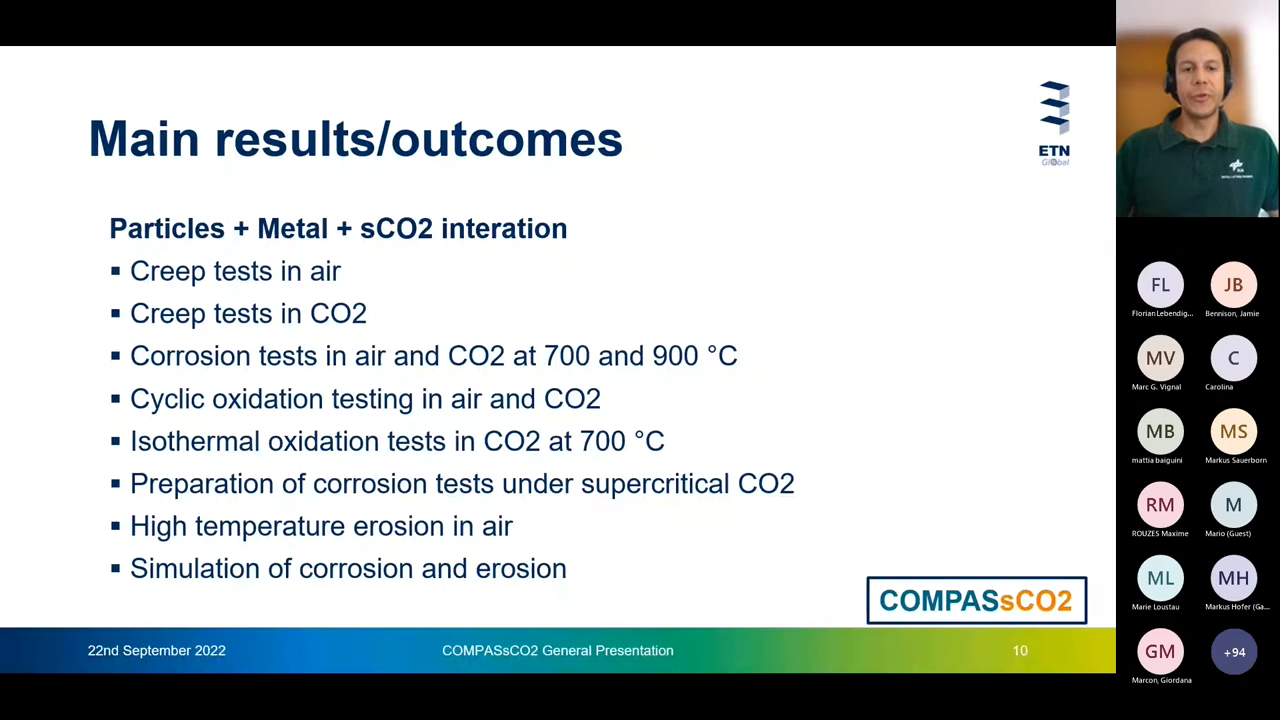 Main results/outcomes
ETN
Global
Particles + Metal + sCO2 interation
▪ Creep tests in air
▪ Creep tests in CO2
▪ Corrosion tests in air and CO2 at 700 and 900 °C
▪ Cyclic oxidation testing in air and CO2
▪ Isothermal oxidation tests in CO2 at 700 °C
▪ Preparation of corrosion tests under supercritical CO2
▪ High temperature erosion in air
▪ Simulation of corrosion and erosion
COMPASsCO2
22nd September 2022
COMPASsCO2 General Presentation
10
DLR
FL
JB
Florian Lebendig...
Bennison, Jamie
MV
C
Marc G. Vignal
Carolina
MB
MS
mattia baiguini
Markus Sauerborn
RM
M
ROUZES Maxime
Mario (Guest)
ML
MH
Marie Loustau
Markus Hofer (Ga...
GM
+94
Marcon, Giordana